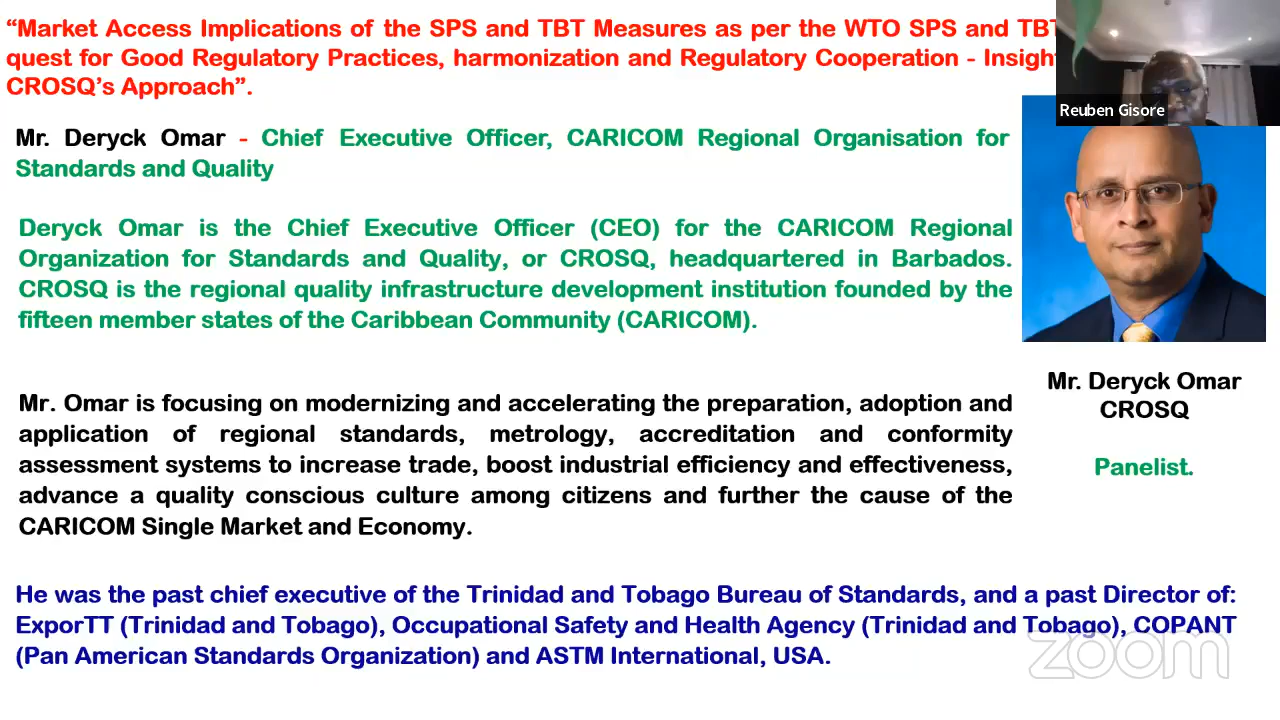 “Market Access Implications of the SPS and TBT Measures as per the WTO SPS and TBT
quest for Good Regulatory Practices, harmonization and Regulatory Cooperation - Insight
CROSQ’s Approach”.
Reuben Gisore
Mr. Deryck Omar - Chief Executive Officer, CARICOM Regional Organisation for
Standards and Quality
Deryck Omar is the Chief Executive Officer (CEO) for the CARICOM Regional
Organization for Standards and Quality, or CROSQ, headquartered in Barbados.
CROSQ is the regional quality infrastructure development institution founded by the
fifteen member states of the Caribbean Community (CARICOM).
Mr. Deryck Omar
CROSQ
Panelist.
Mr. Omar is focusing on modernizing and accelerating the preparation, adoption and
application of regional standards, metrology, accreditation and conformity
assessment systems to increase trade, boost industrial efficiency and effectiveness,
advance a quality conscious culture among citizens and further the cause of the
CARICOM Single Market and Economy.
He was the past chief executive of the Trinidad and Tobago Bureau of Standards, and a past Director of:
ExporTT (Trinidad and Tobago), Occupational Safety and Health Agency (Trinidad and Tobago), COPANT
(Pan American Standards Organization) and ASTM International, USA.
zoom